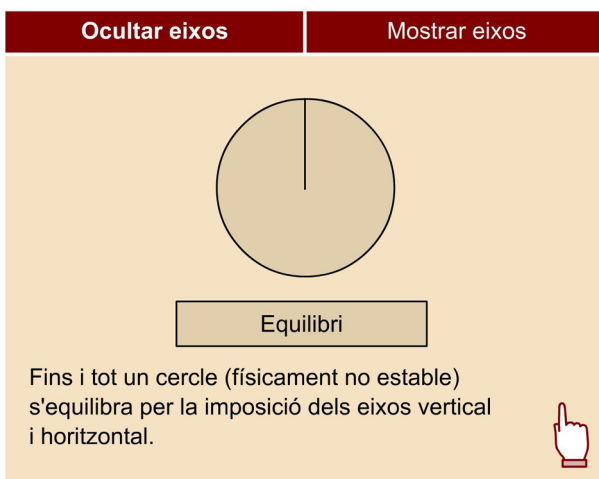 Ocultar eixos
Mostrar eixos
Equilibri
Fins i tot un cercle (físicament no estable)
s'equilibra per la imposició dels eixos vertical
i horitzontal.